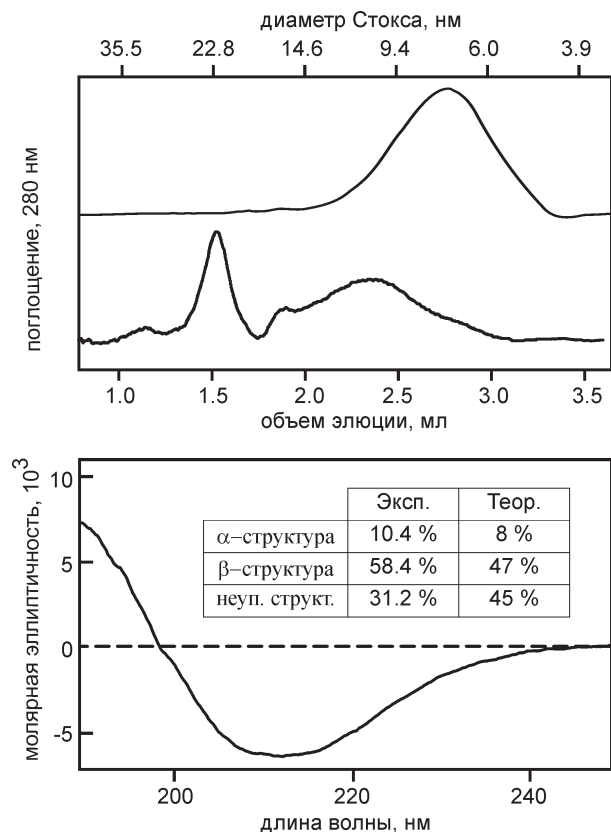 диаметр Стокса, нм
35.5 22.8 14.6 9.4 6.0 3.9
поглощение, 280 нм
1.0 1.5 2.0 2.5 3.0 3.5
объем элюции, мл
молярная эллиптичность, 10³
10
5
0
-5
Эксп. Теор.
α–структура 10.4 % 8 %
β–структура 58.4 % 47 %
неуп. структ. 31.2 % 45 %
200 220 240
длина волны, нм